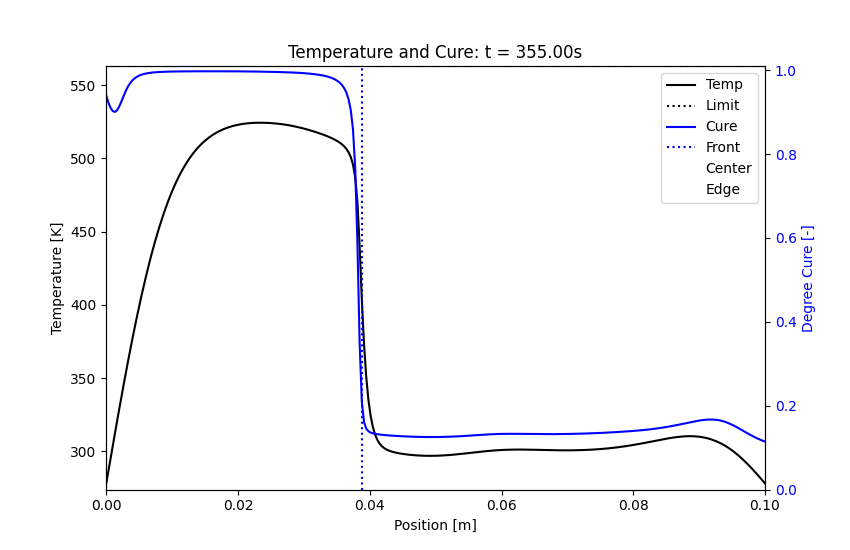 Temperature and Cure: t = 355.00s
Temp
Limit
Cure
Front
Center
Edge
550
500
450
400
350
300
Temperature [K]
1.0
0.8
0.6
0.4
0.2
0.0
Degree Cure [-]
0.00 0.02 0.04 0.06 0.08 0.10
Position [m]